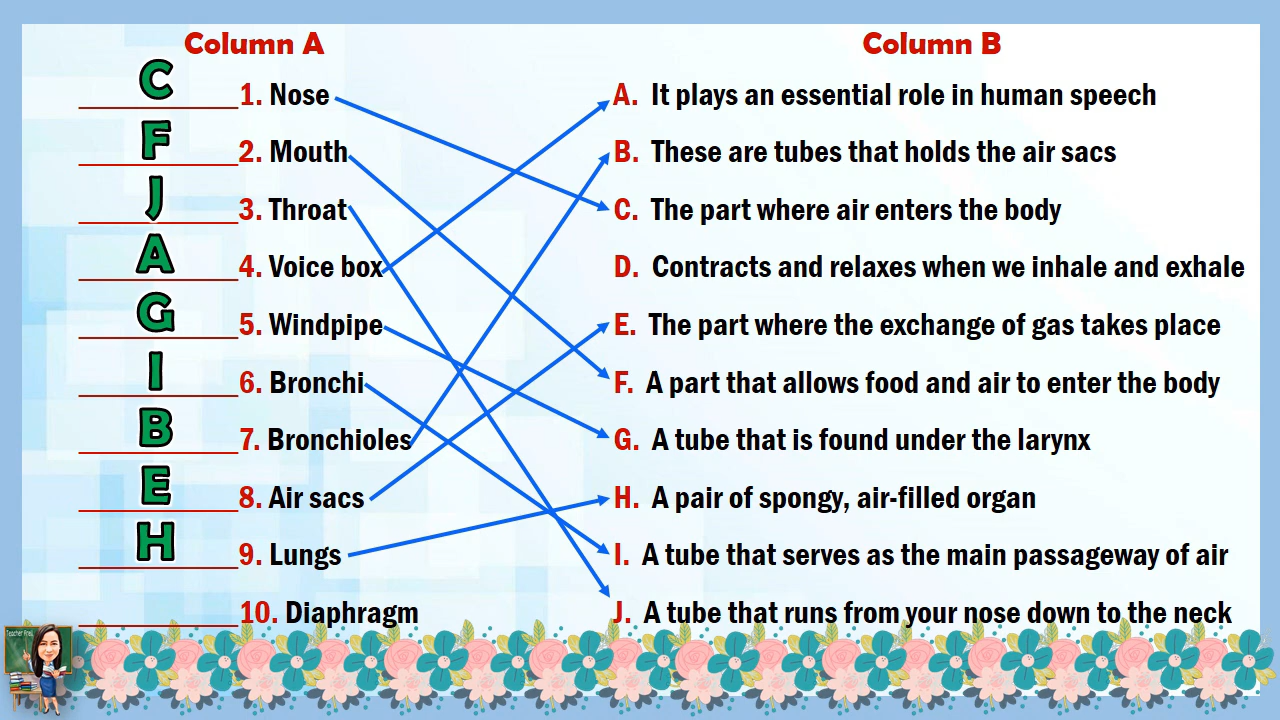 Column A Column B
C 1. Nose A. It plays an essential role in human speech
F 2. Mouth B. These are tubes that holds the air sacs
J 3. Throat C. The part where air enters the body
A 4. Voice box D. Contracts and relaxes when we inhale and exhale
G 5. Windpipe E. The part where the exchange of gas takes place
I 6. Bronchi F. A part that allows food and air to enter the body
B 7. Bronchioles G. A tube that is found under the larynx
E 8. Air sacs H. A pair of spongy, air-filled organ
H 9. Lungs I. A tube that serves as the main passageway of air
10. Diaphragm J. A tube that runs from your nose down to the neck